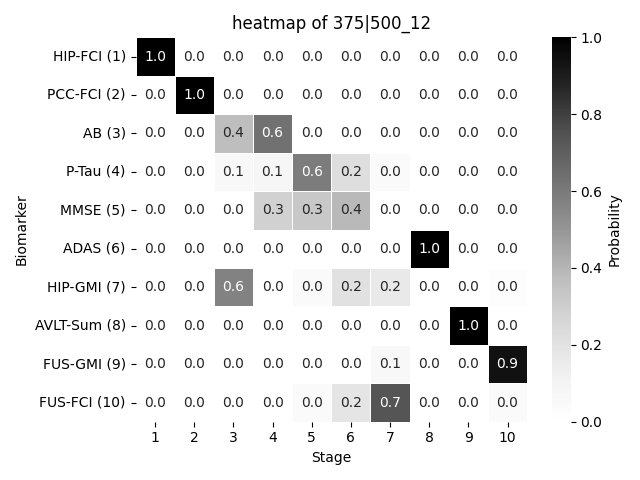 heatmap of 375|500_12
HIP-FCI (1) 1.0 0.0 0.0 0.0 0.0 0.0 0.0 0.0 0.0 0.0
PCC-FCI (2) 0.0 1.0 0.0 0.0 0.0 0.0 0.0 0.0 0.0 0.0
AB (3) 0.0 0.0 0.4 0.6 0.0 0.0 0.0 0.0 0.0 0.0
P-Tau (4) 0.0 0.0 0.1 0.1 0.6 0.2 0.0 0.0 0.0 0.0
MMSE (5) 0.0 0.0 0.0 0.3 0.3 0.4 0.0 0.0 0.0 0.0
ADAS (6) 0.0 0.0 0.0 0.0 0.0 0.0 0.0 1.0 0.0 0.0
HIP-GMI (7) 0.0 0.0 0.6 0.0 0.0 0.2 0.2 0.0 0.0 0.0
AVLT-Sum (8) 0.0 0.0 0.0 0.0 0.0 0.0 0.0 0.0 1.0 0.0
FUS-GMI (9) 0.0 0.0 0.0 0.0 0.0 0.0 0.1 0.0 0.0 0.9
FUS-FCI (10) 0.0 0.0 0.0 0.0 0.0 0.2 0.7 0.0 0.0 0.0
1 2 3 4 5 6 7 8 9 10
Stage
Biomarker
1.0
0.8
0.6
0.4
0.2
0.0
Probability